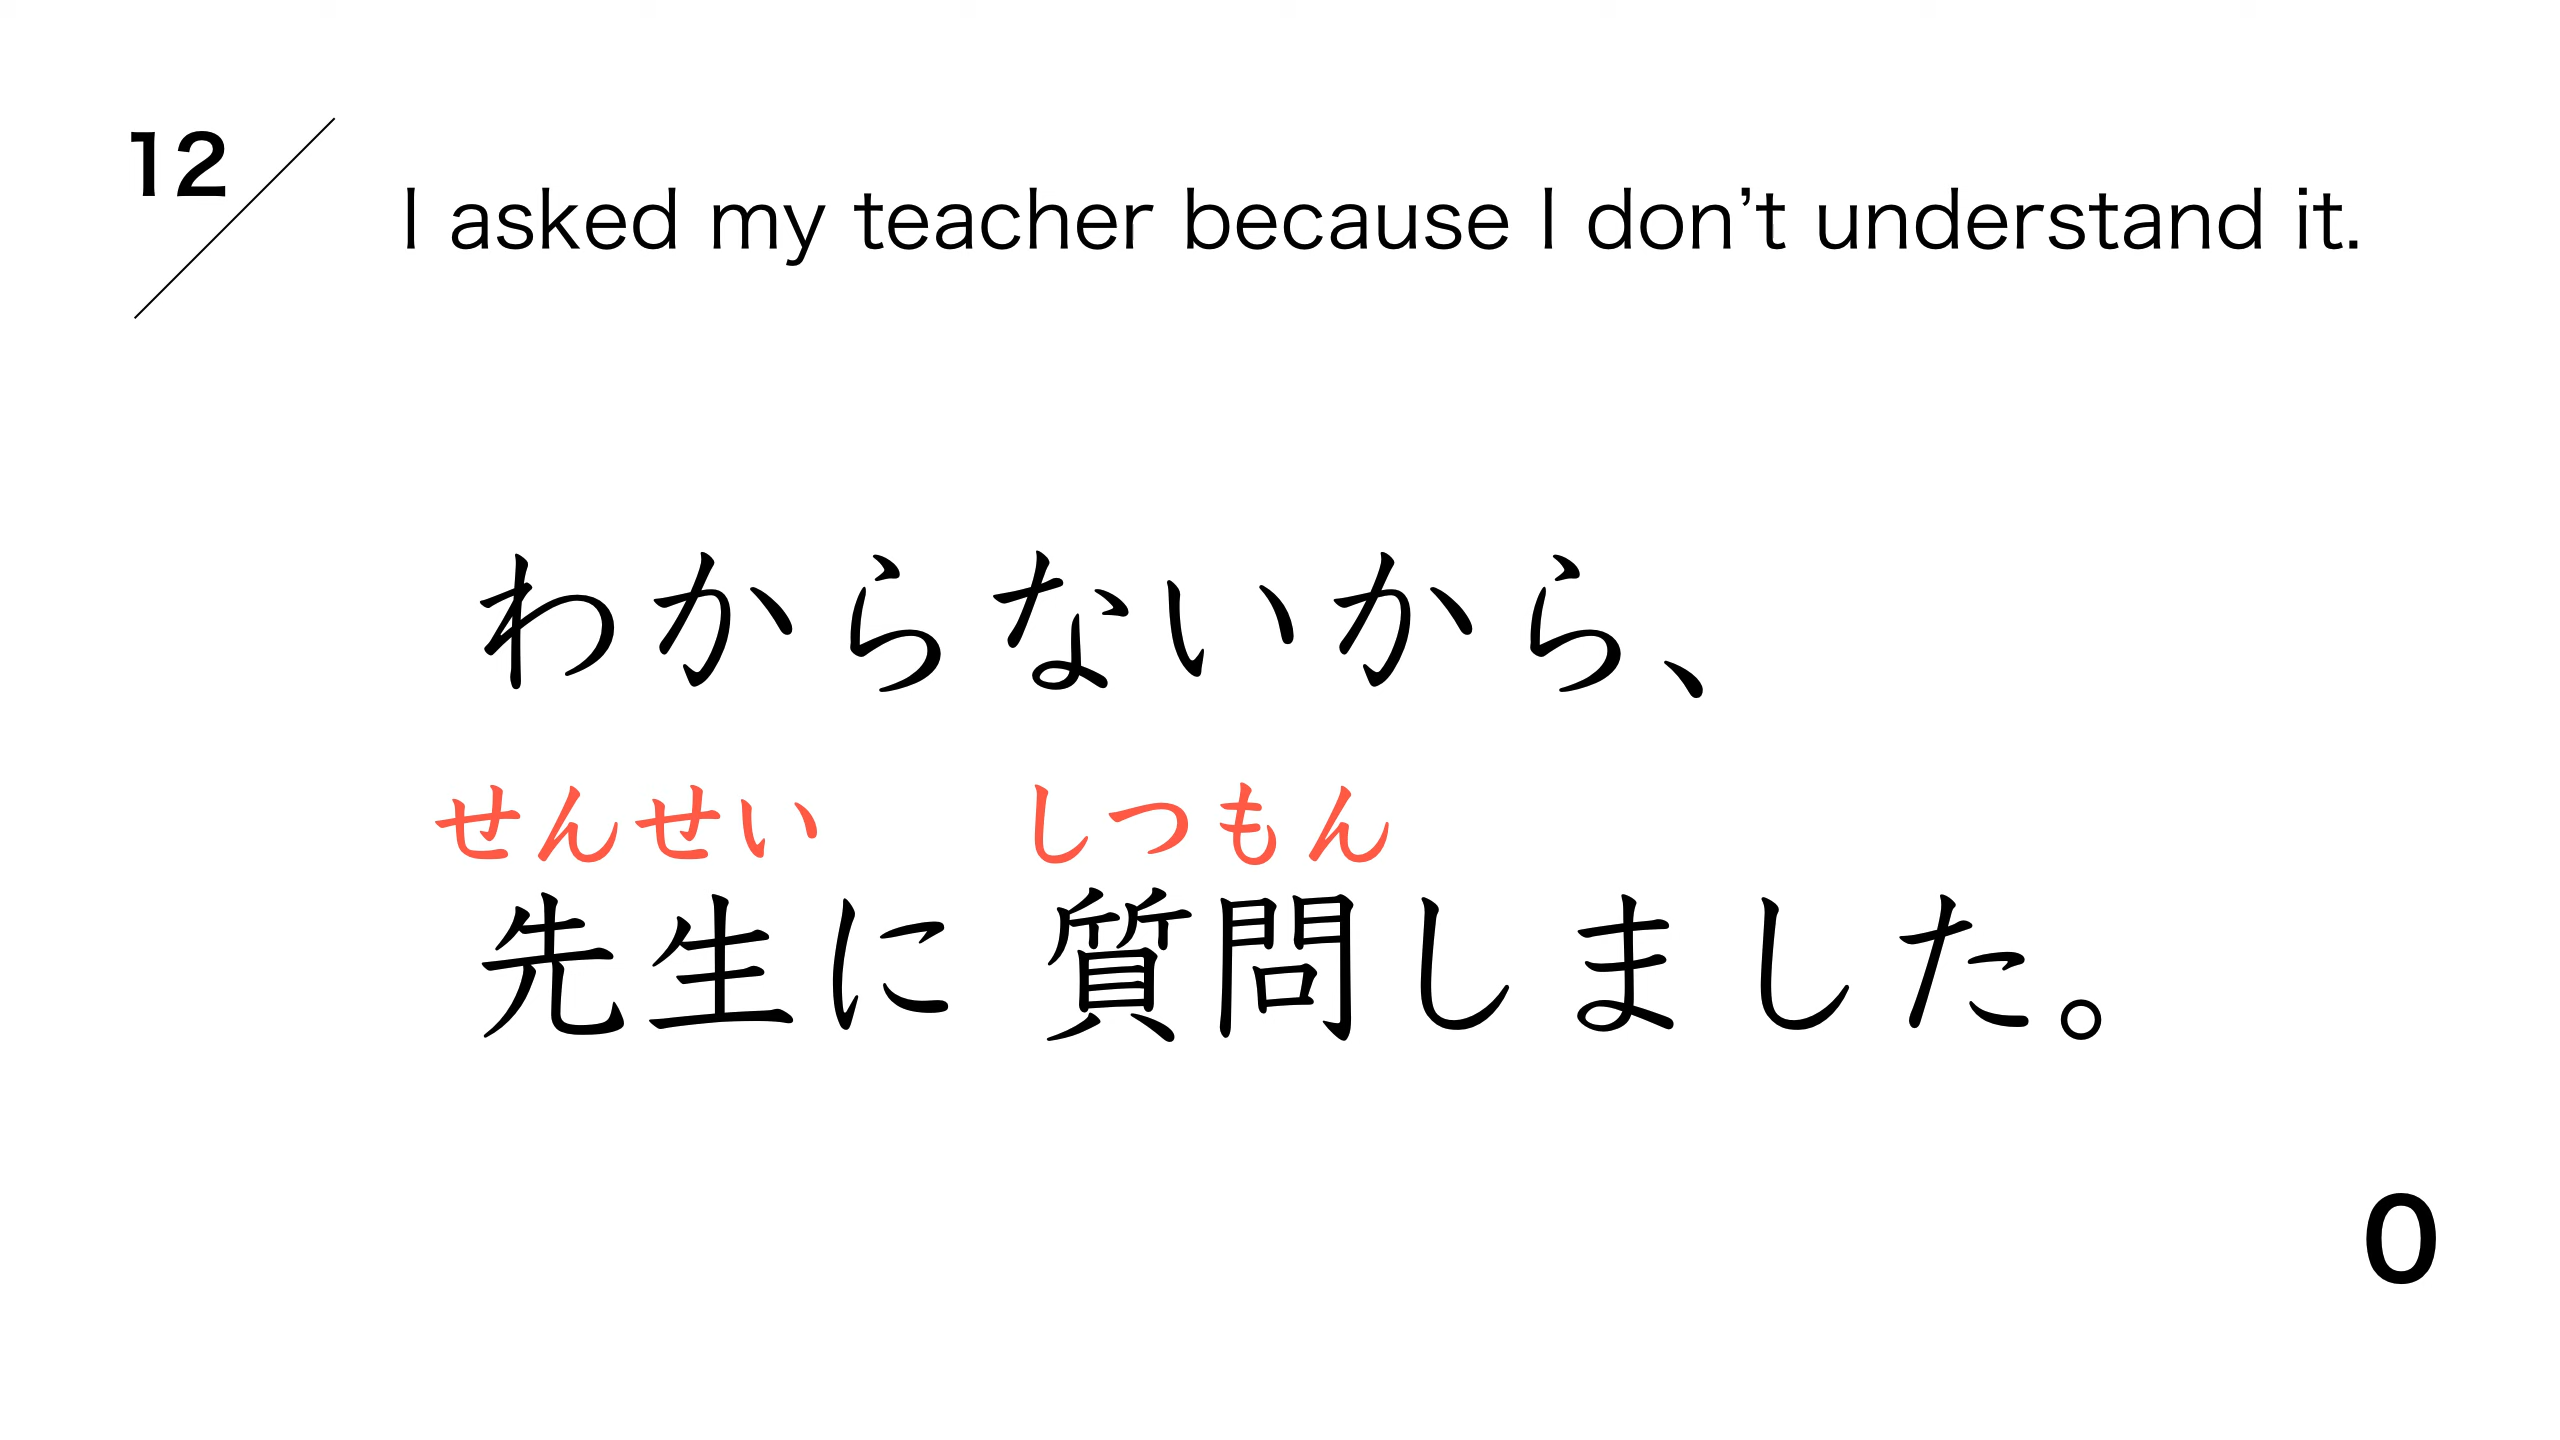 12
I asked my teacher because I don’t understand it.
わからないから、
せんせい しつもん
先生に 質問しました。
0